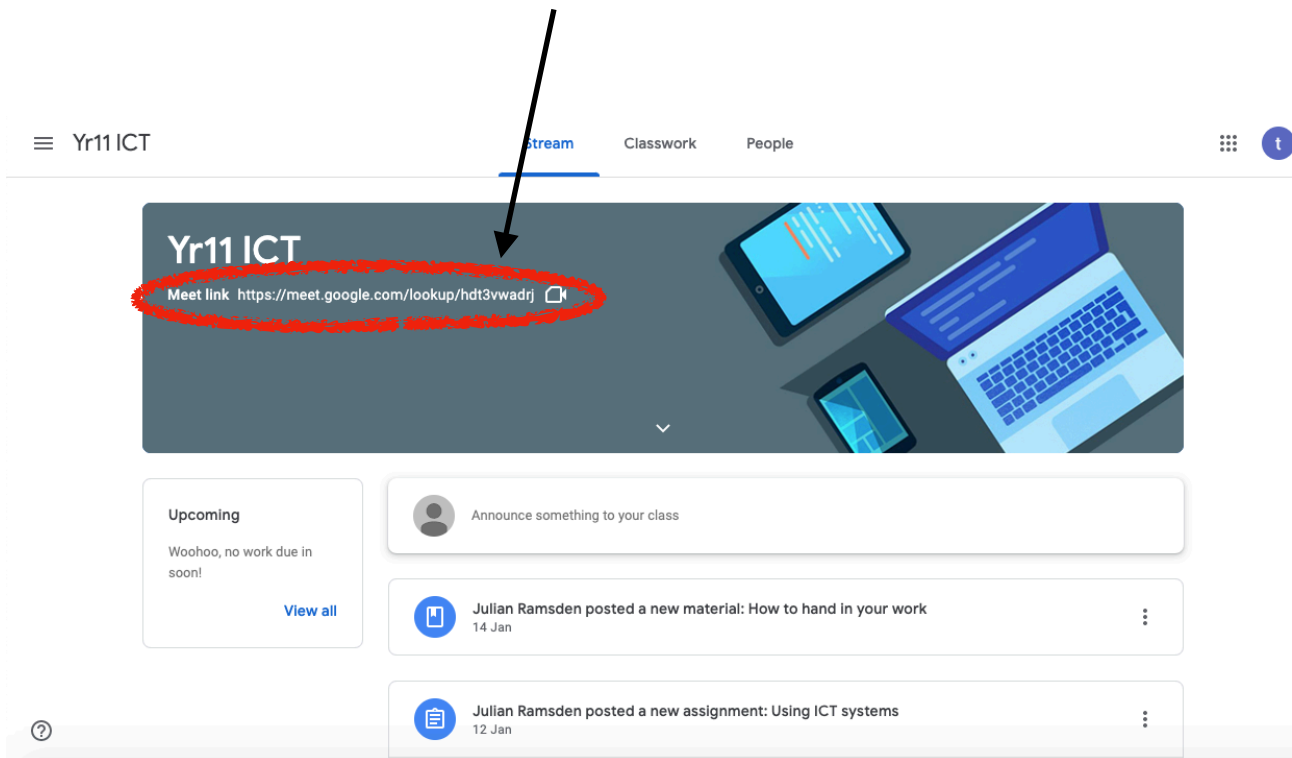 Yr11 ICT
Stream Classwork People
t
Yr11 ICT
Meet link https://meet.google.com/lookup/hdt3vwadrj
Upcoming
Woohoo, no work due in
soon!
View all
Announce something to your class
Julian Ramsden posted a new material: How to hand in your work
14 Jan
Julian Ramsden posted a new assignment: Using ICT systems
12 Jan